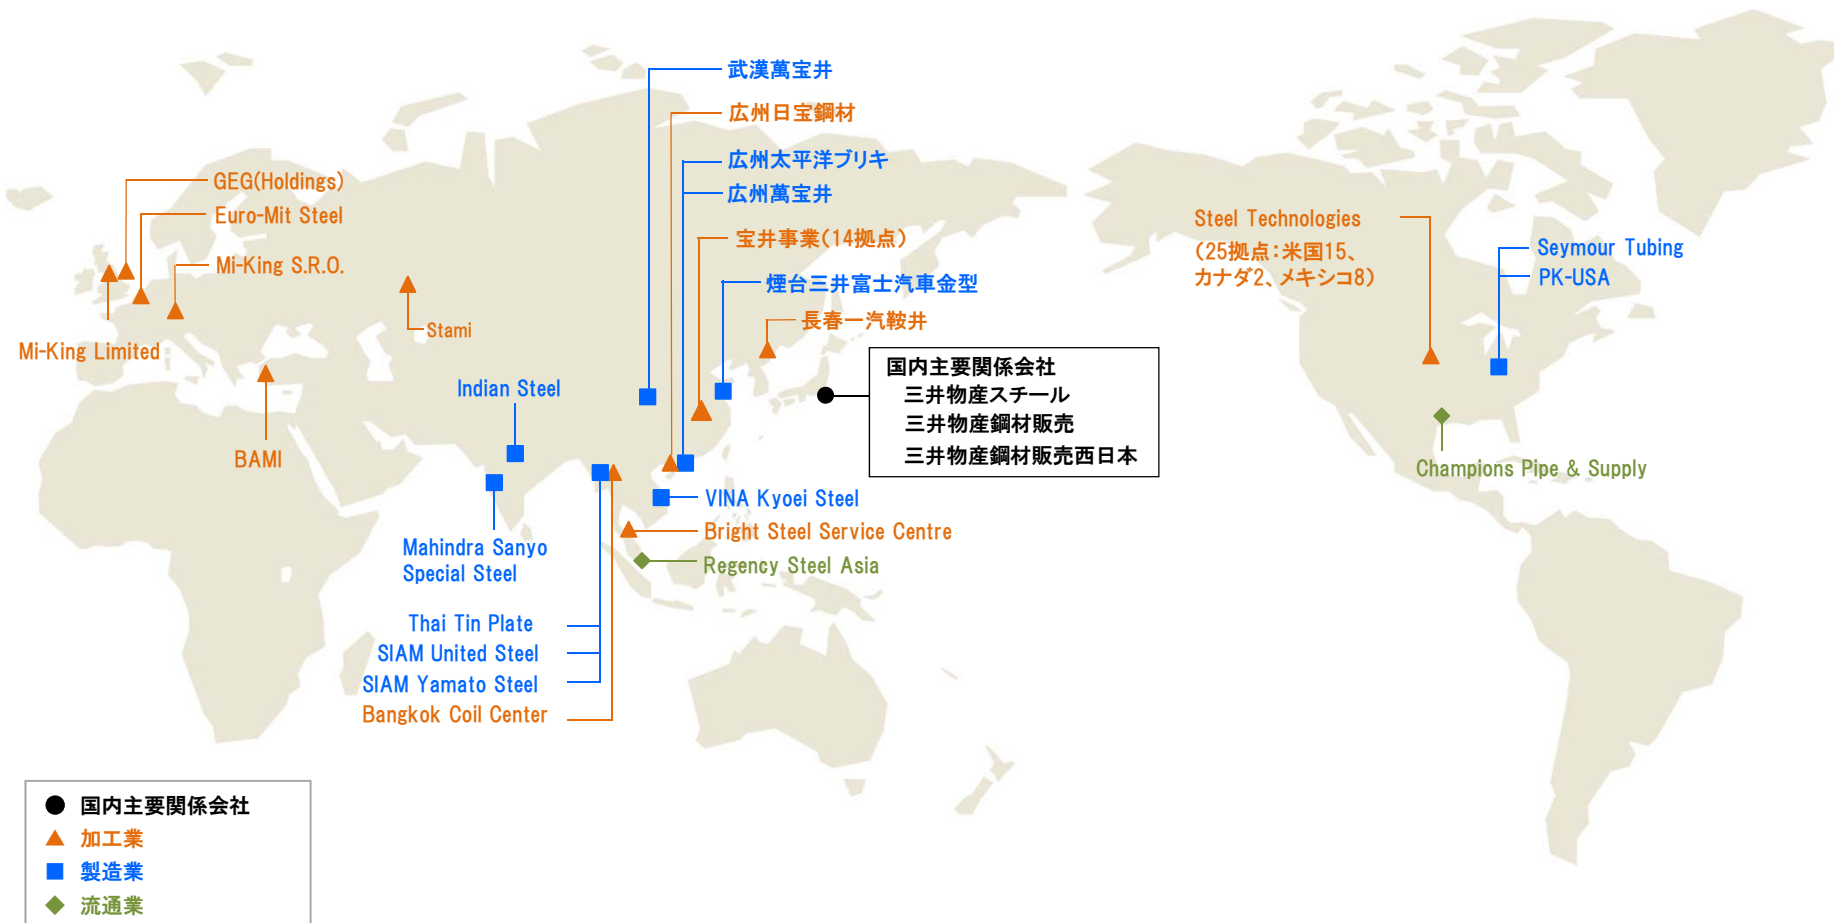 武漢萬宝井
広州日宝鋼材
広州太平洋ブリキ
広州萬宝井
宝井事業(14拠点)
煙台三井富士汽車金型
長春一汽鞍井
GEG(Holdings)
Euro-Mit Steel
Mi-King S.R.O.
Mi-King Limited
Stami
BAMI
国内主要関係会社
三井物産スチール
三井物産鋼材販売
三井物産鋼材販売西日本
Steel Technologies
(25拠点:米国15、
カナダ2、メキシコ8)
Seymour Tubing
PK-USA
Champions Pipe & Supply
Indian Steel
Mahindra Sanyo
Special Steel
VINA Kyoei Steel
Bright Steel Service Centre
Regency Steel Asia
Thai Tin Plate
SIAM United Steel
SIAM Yamato Steel
Bangkok Coil Center
国内主要関係会社
加工業
製造業
流通業